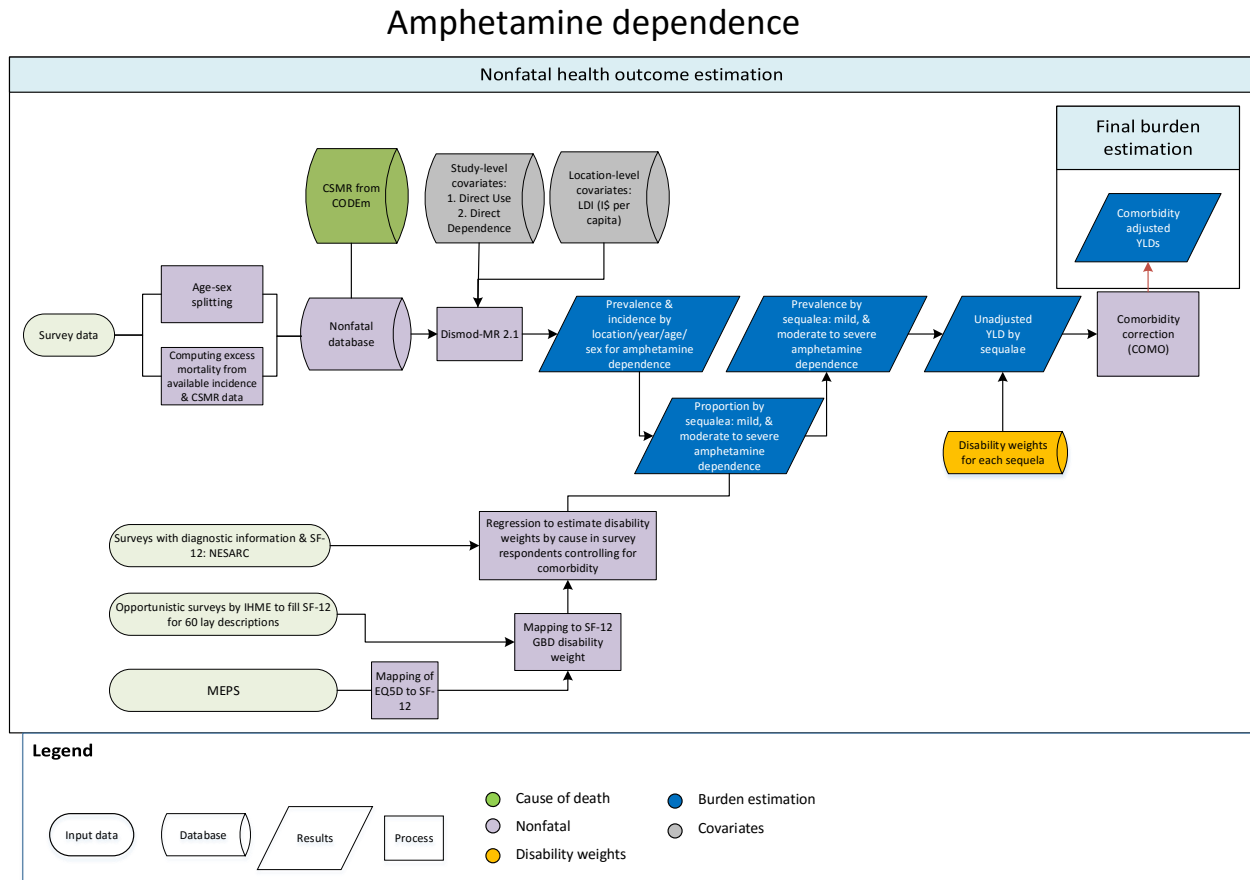 Amphetamine dependence
Nonfatal health outcome estimation
Final burden
estimation
CSMR from
CODEm
Study-level
covariates:
1. Direct Use
2. Direct
Dependence
Location-level
covariates:
LDI (I$ per
capita)
Comorbidity
adjusted
YLDs
Age-sex
splitting
Survey data
Computing excess
mortality from
available incidence
& CSMR data
Nonfatal
database
Dismod-MR 2.1
Prevalence &
incidence by
location/year/age/
sex for amphetamine
dependence
Prevalence by
sequalea: mild, &
moderate to severe
amphetamine
dependence
Unadjusted
YLD by
sequalae
Comorbidity
correction
(COMO)
Proportion by
sequalea: mild, &
moderate to severe
amphetamine
dependence
Disability weights
for each sequela
Surveys with diagnostic information & SF-
12: NESARC
Regression to estimate disability
weights by cause in survey
respondents controlling for
comorbidity
Opportunistic surveys by IHME to fill SF-12
for 60 lay descriptions
Mapping to SF-12
GBD disability
weight
MEPS
Mapping of
EQ5D to SF-
12
Legend
Input data
Database
Results
Process
Cause of death
Nonfatal
Disability weights
Burden estimation
Covariates